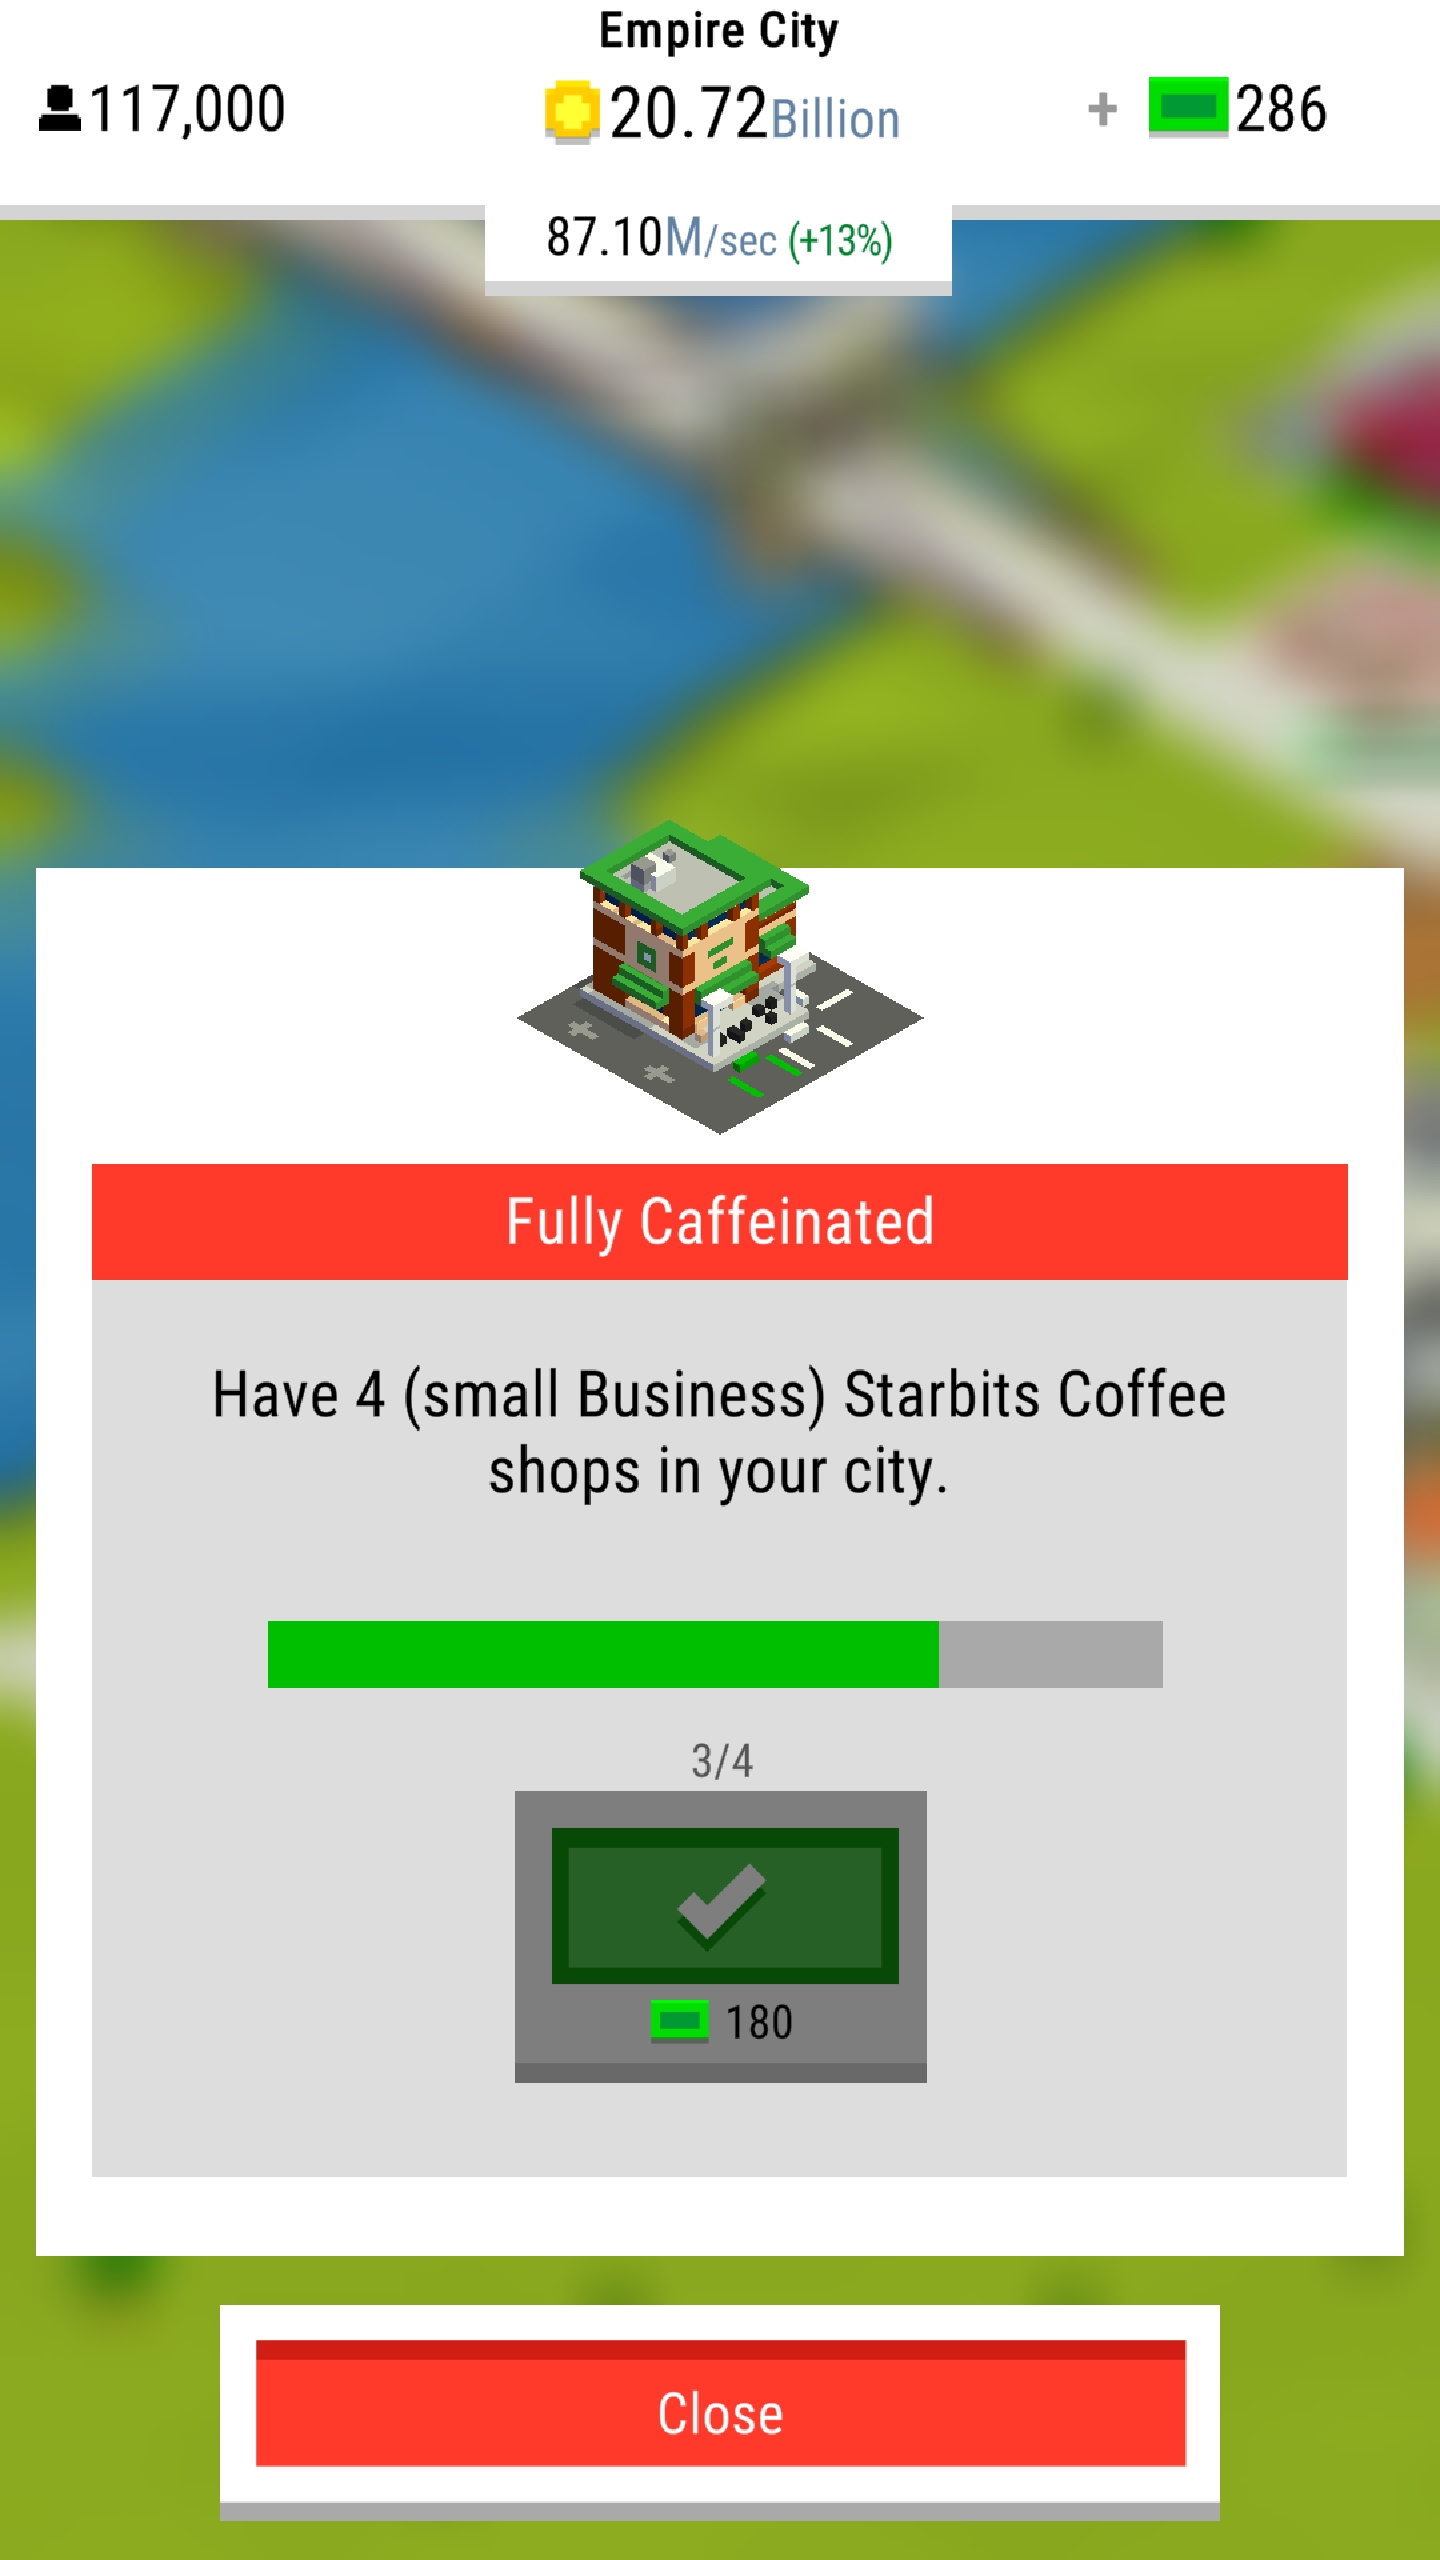 Empire City
117,000
20.72Billion
+ 286
87.10M/sec (+13%)
Fully Caffeinated
Have 4 (small Business) Starbits Coffee
shops in your city.
3/4
180
Close